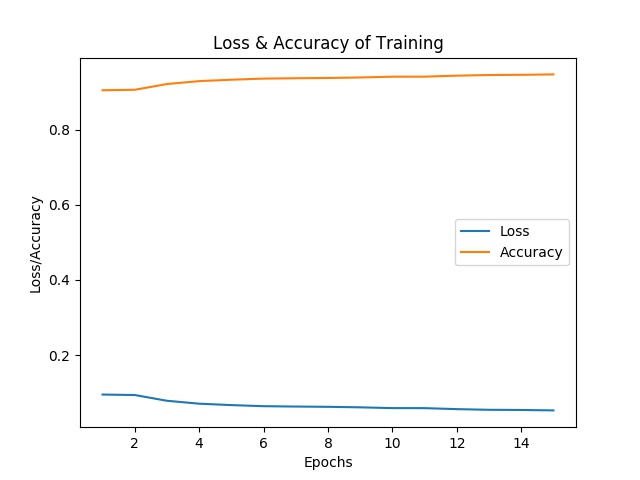 Loss & Accuracy of Training
Loss/Accuracy
0.8
0.6
0.4
0.2
Loss
Accuracy
2 4 6 8 10 12 14
Epochs